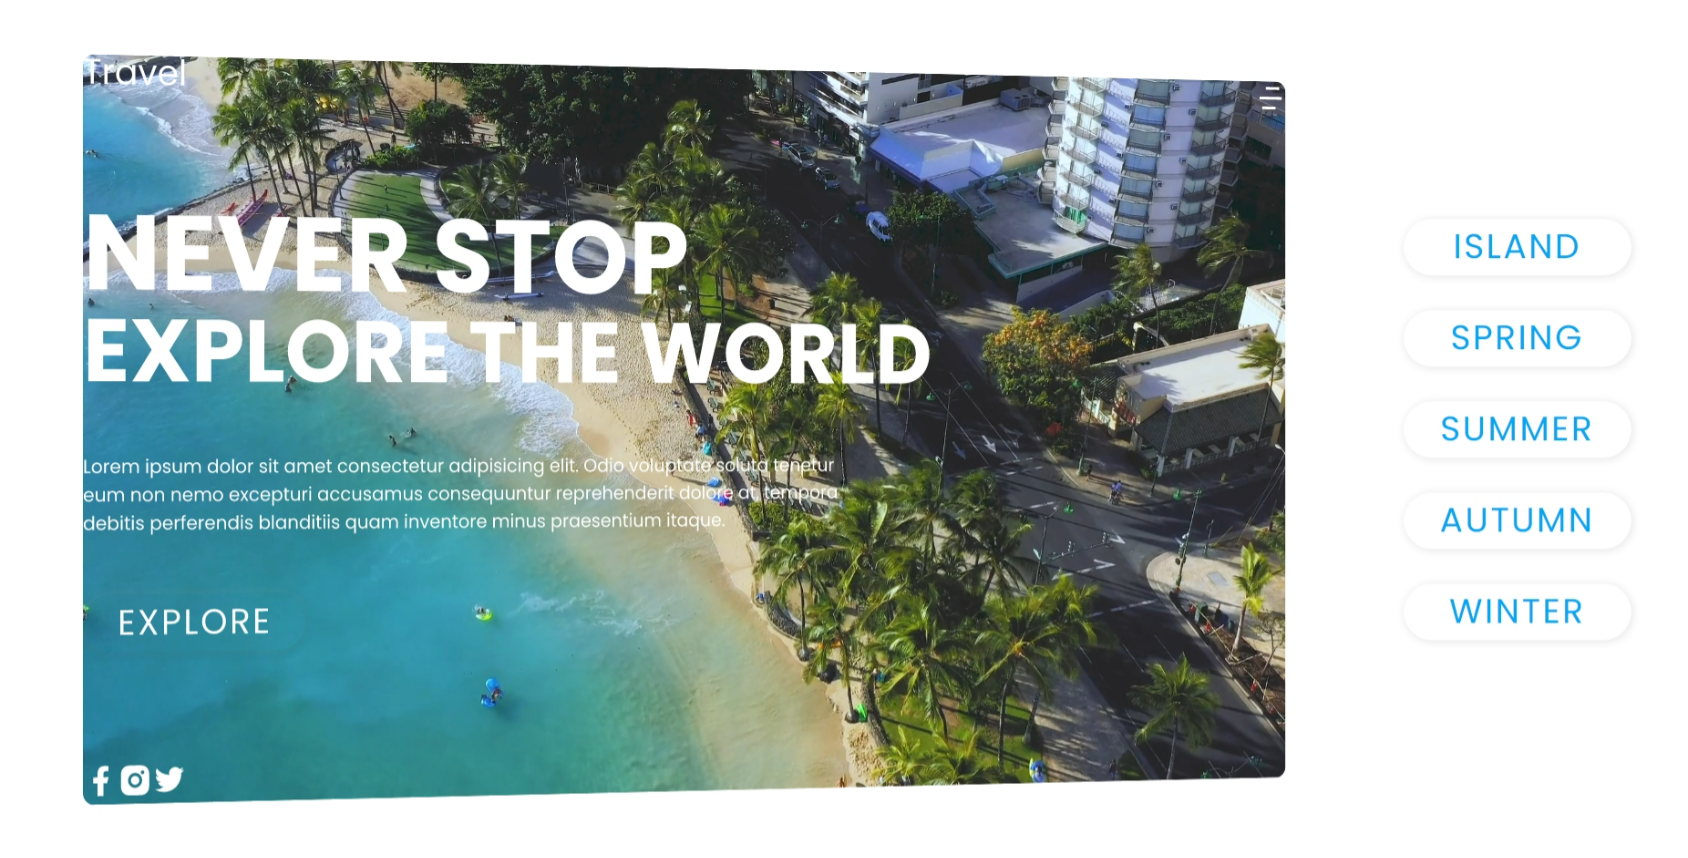 Travel
NEVER STOP
EXPLORE THE WORLD
Lorem ipsum dolor sit amet consectetur adipisicing elit. Odio voluptate soluta tenetur
eum non nemo excepturi accusamus consequuntur reprehenderit dolore at, tempora
debitis perferendis blanditiis quam inventore minus praesentium itaque.
EXPLORE
ISLAND
SPRING
SUMMER
AUTUMN
WINTER